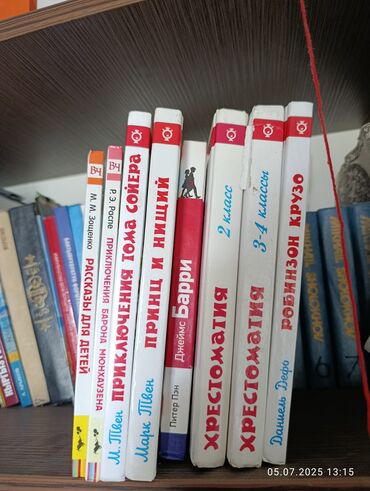 ВЧ
М. М. Зощенко
РАССКАЗЫ ДЛЯ ДЕТЕЙ
ВЧ
Р. Э. Распе
ПРИКЛЮЧЕНИЯ БАРОНА МЮНХАУЗЕНА
М. Твен
ПРИКЛЮЧЕНИЯ ТОМА СОЙЕРА
Марк Твен
ПРИНЦ И НИЩИЙ
Джеймс Барри
Питер Пэн
ХРЕСТОМАТИЯ
2 класс
ХРЕСТОМАТИЯ
3-4 классы
Даниель Дефо
РОБИНЗОН КРУЗО
6
7
05.07.2025 13:15